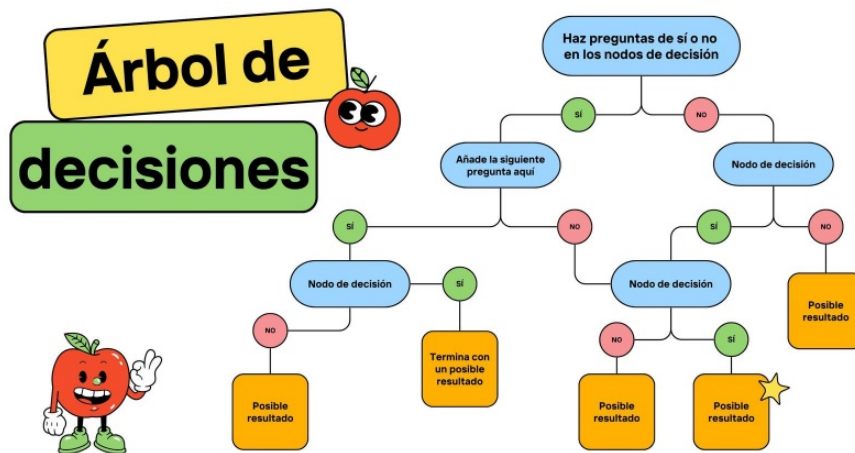 Árbol de
decisiones
Haz preguntas de sí o no
en los nodos de decisión
SÍ
NO
Añade la siguiente
pregunta aquí
Nodo de decisión
SÍ
NO
SÍ
NO
Nodo de decisión
SÍ
Nodo de decisión
Posible
resultado
NO
Termina con
un posible
resultado
NO
SÍ
Posible
resultado
Posible
resultado
Posible
resultado